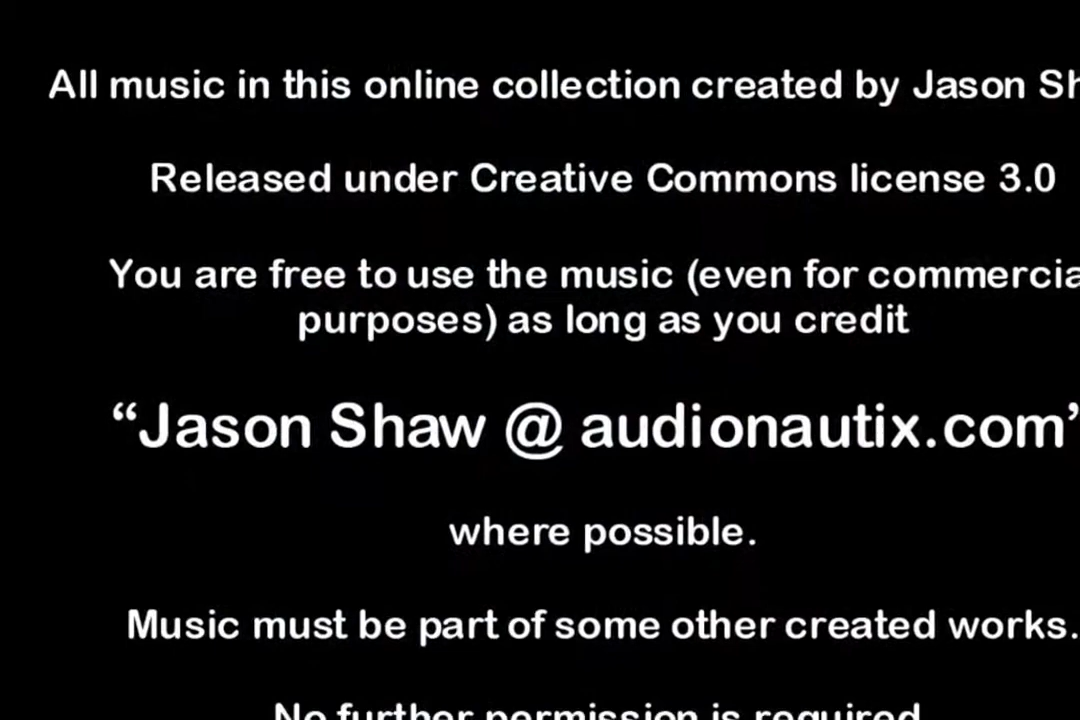 All music in this online collection created by Jason Sh
Released under Creative Commons license 3.0
You are free to use the music (even for commercia
purposes) as long as you credit
“Jason Shaw @ audionautix.com”
where possible.
Music must be part of some other created works.
No further permission is required